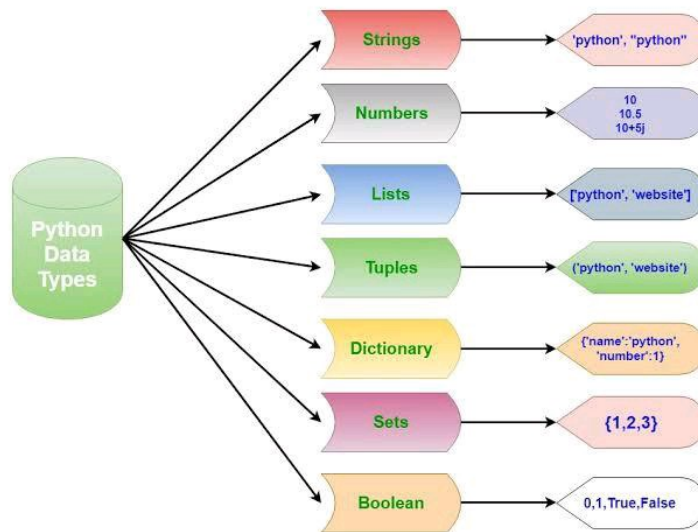 Python
Data
Types
Strings
'python', "python"
Numbers
10
10.5
10+5j
Lists
['python', 'website']
Tuples
('python', 'website')
Dictionary
{'name':'python',
'number':1}
Sets
{1,2,3}
Boolean
0,1,True,False